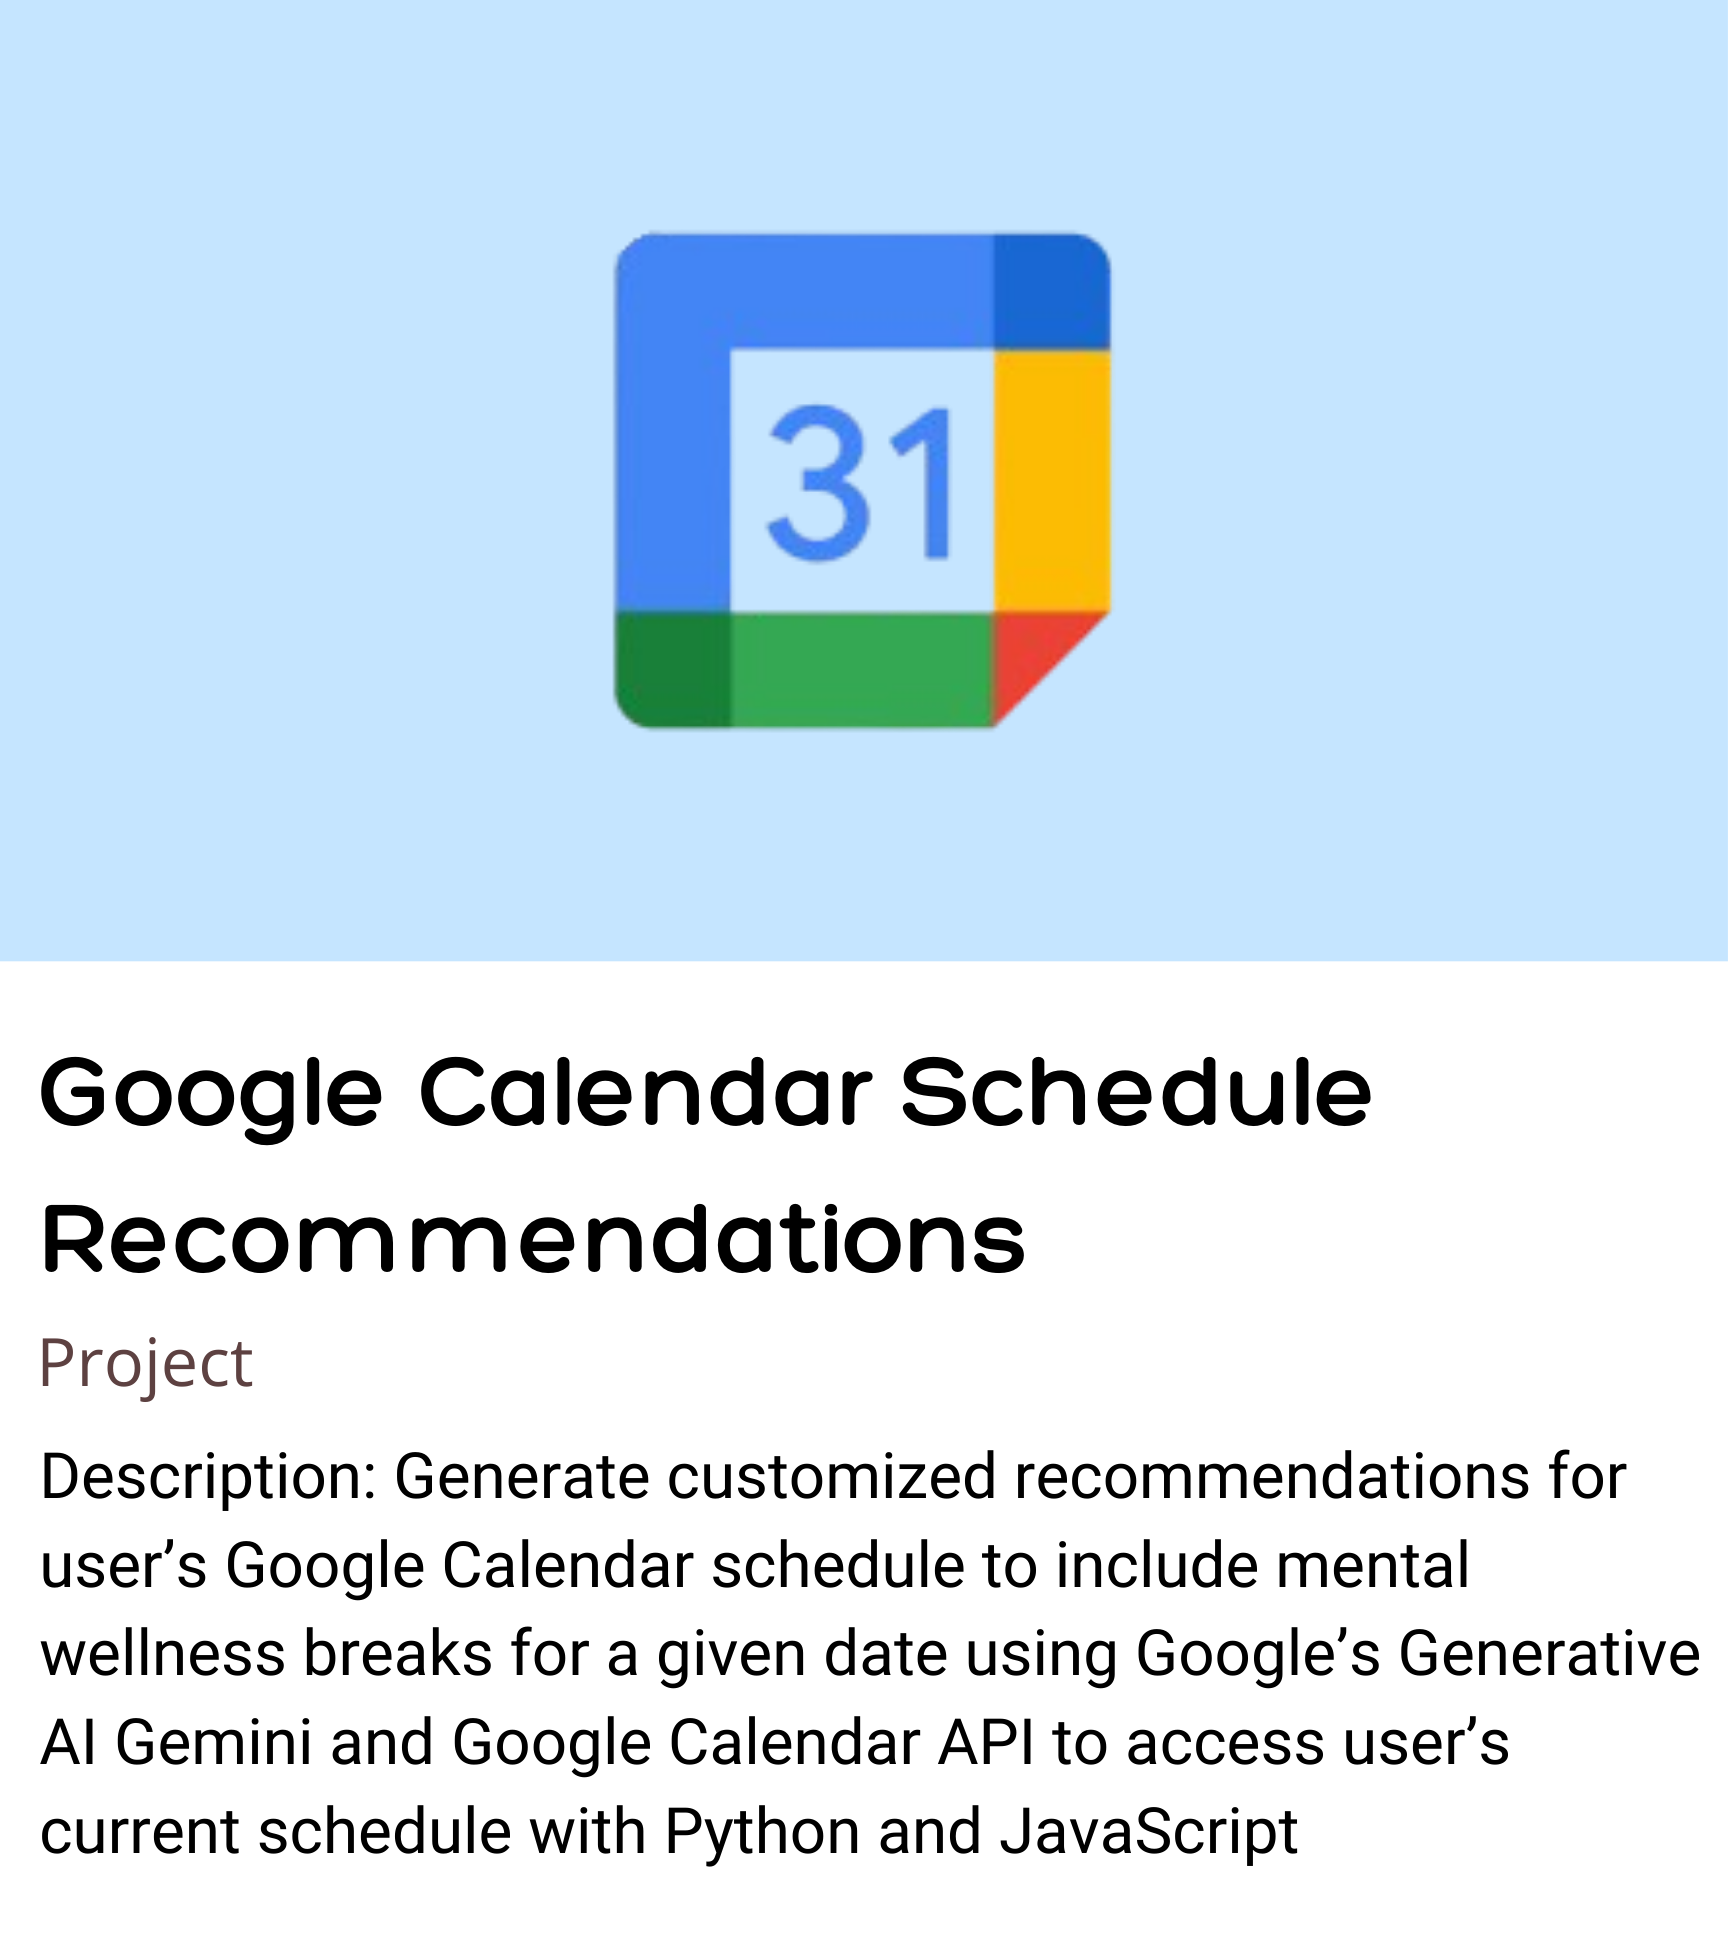 31
Google Calendar Schedule
Recommendations
Project
Description: Generate customized recommendations for
user’s Google Calendar schedule to include mental
wellness breaks for a given date using Google’s Generative
AI Gemini and Google Calendar API to access user’s
current schedule with Python and JavaScript